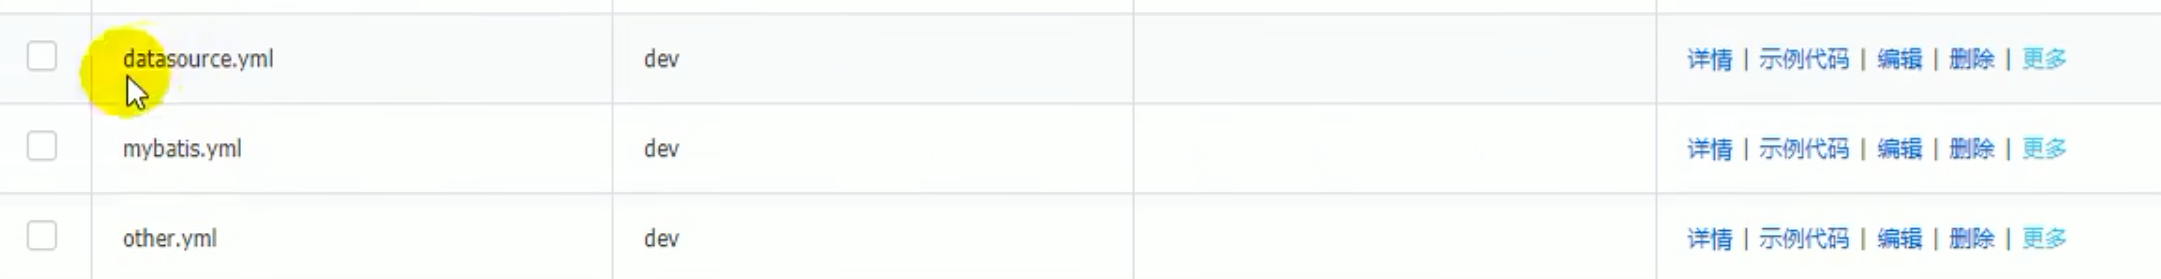 datasource.yml dev 详情 | 示例代码 | 编辑 | 删除 | 更多
mybatis.yml dev 详情 | 示例代码 | 编辑 | 删除 | 更多
other.yml dev 详情 | 示例代码 | 编辑 | 删除 | 更多